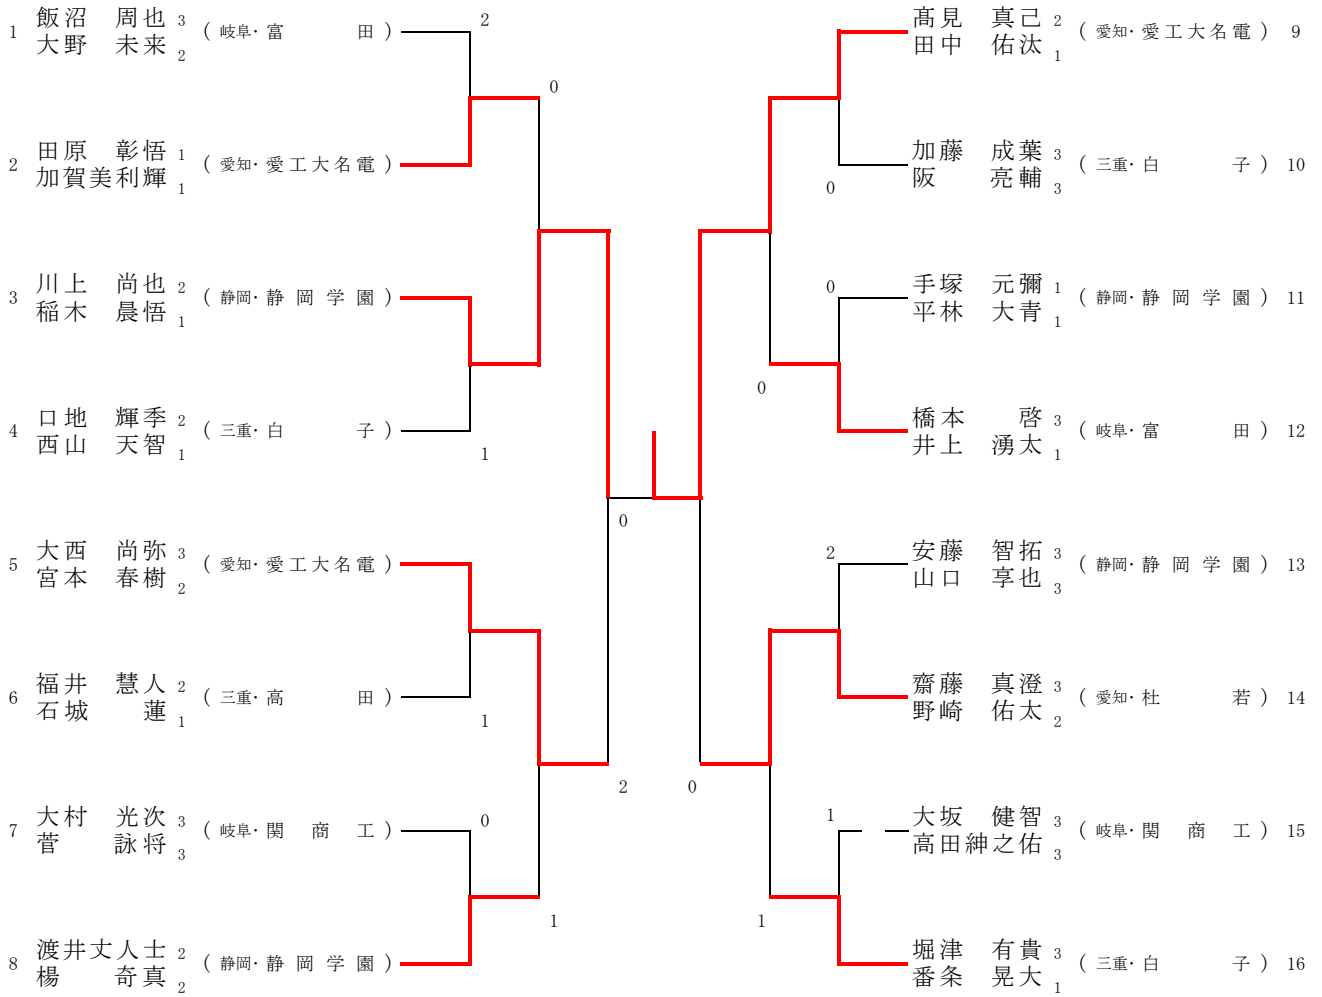 1 飯沼 周也 3 ( 岐阜・富 田 )
大野 未来 2
2
0
2 田原 彰悟 1 ( 愛知・愛工大名電 )
加賀美利輝 1
3 川上 尚也 2 ( 静岡・静岡学園 )
稲木 晨悟 1
4 口地 輝季 2 ( 三重・白 子 )
西山 天智 1
1
0
5 大西 尚弥 3 ( 愛知・愛工大名電 )
宮本 春樹 2
6 福井 慧人 2 ( 三重・高 田 )
石城 蓮 1
1
2
7 大村 光次 3 ( 岐阜・関商工 )
菅 詠将 3
0
1
8 渡井丈人士 2 ( 静岡・静岡学園 )
楊 奇真 2
髙見 真己 2 ( 愛知・愛工大名電 ) 9
田中 佑汰 1
加藤 成葉 3 ( 三重・白 子 ) 10
阪 亮輔 3
0
0
手塚 元彌 1 ( 静岡・静岡学園 ) 11
平林 大青 1
0
橋本 啓 3 ( 岐阜・富 田 ) 12
井上 湧太 1
2
安藤 智拓 3 ( 静岡・静岡学園 ) 13
山口 享也 3
齋藤 真澄 3 ( 愛知・杜 若 ) 14
野崎 佑太 2
0
1
大坂 健智 3 ( 岐阜・関商工 ) 15
高田紳之佑 3
1
堀津 有貴 3 ( 三重・白 子 ) 16
番条 晃大 1